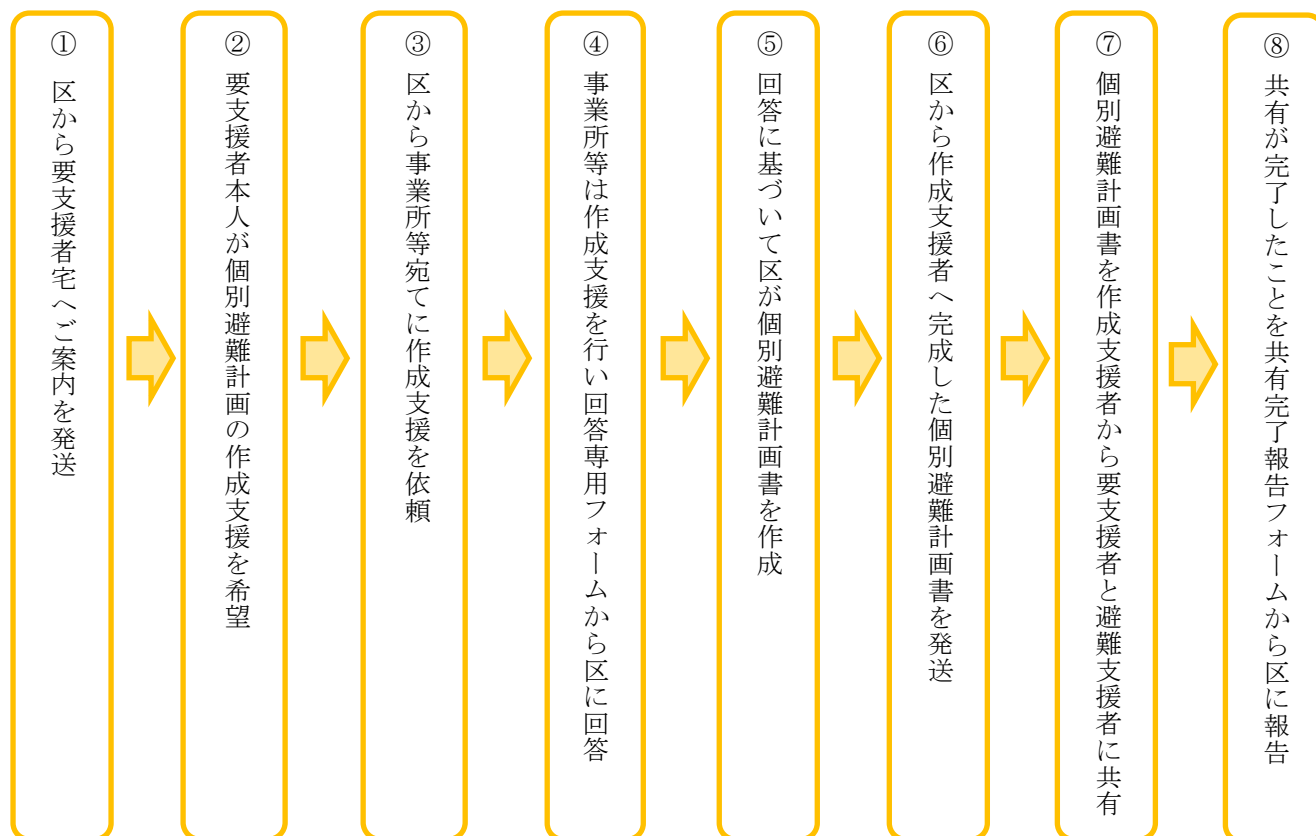 ① 区から要支援者宅へご案内を発送
② 要支援者本人が個別避難計画の作成支援を希望
③ 区から事業所等宛てに作成支援を依頼
④ 事業所等は作成支援を行い回答専用フォームから区に回答
⑤ 回答に基づいて区が個別避難計画書を作成
⑥ 区から作成支援者へ完成した個別避難計画書を発送
⑦ 個別避難計画書を作成支援者から要支援者と避難支援者に共有
⑧ 共有が完了したことを共有完了報告フォームから区に報告